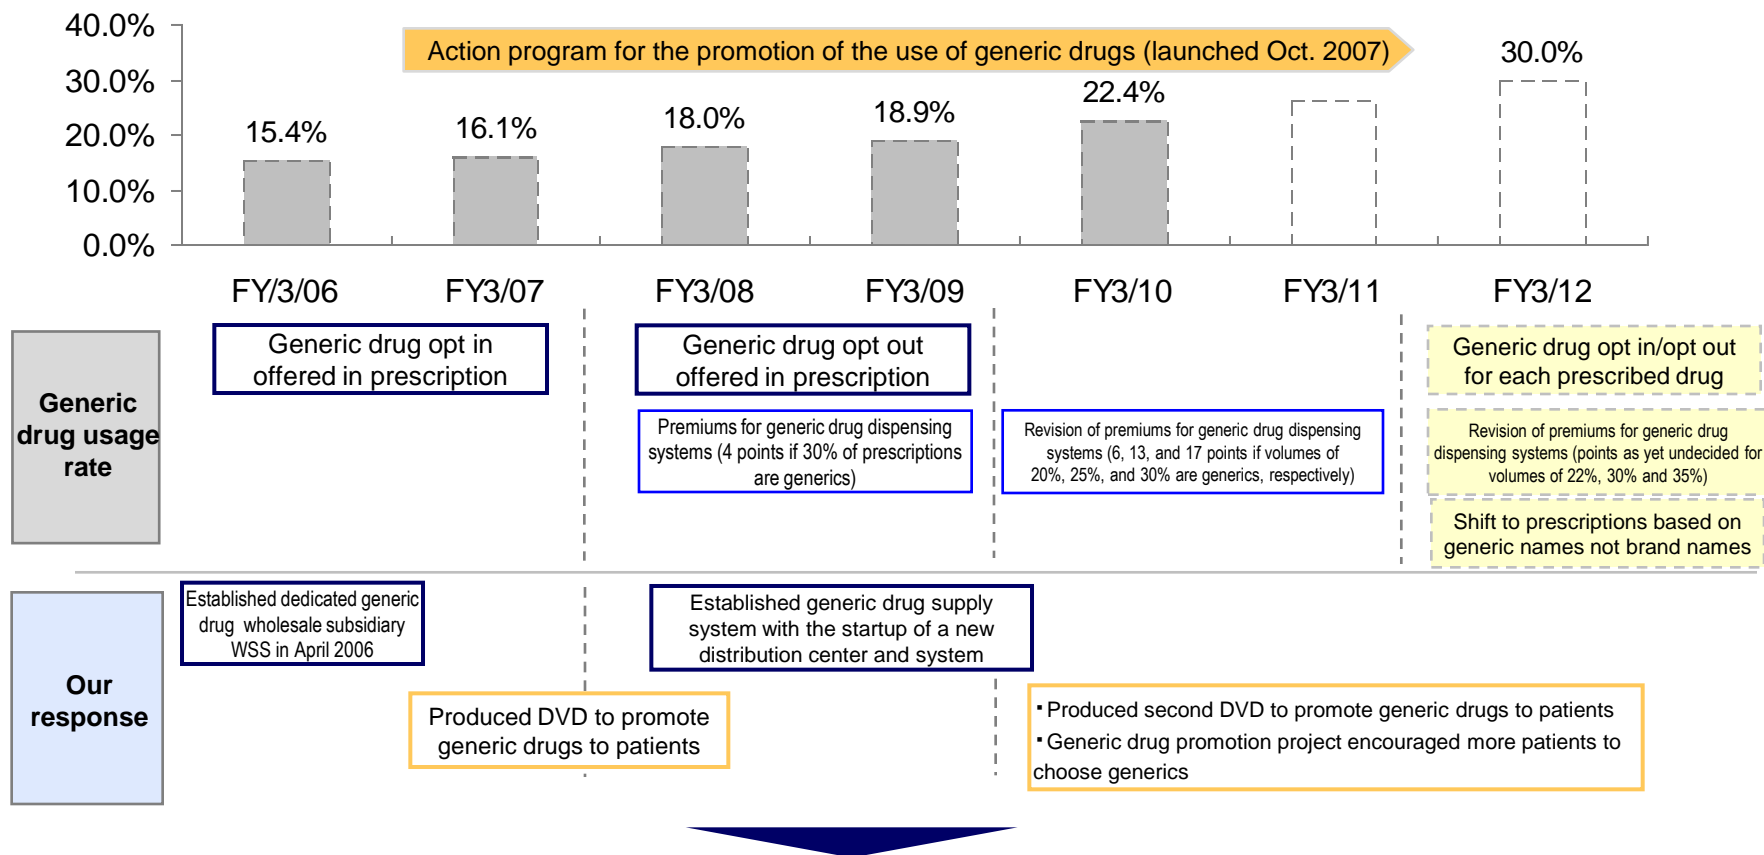 40.0%
30.0%
20.0%
10.0%
0.0%
Action program for the promotion of the use of generic drugs (launched Oct. 2007)
15.4%
16.1%
18.0%
18.9%
22.4%
30.0%
FY/3/06
FY3/07
FY3/08
FY3/09
FY3/10
FY3/11
FY3/12
Generic
drug usage
rate
Generic drug opt in
offered in prescription
Generic drug opt out
offered in prescription
Generic drug opt in/opt out
for each prescribed drug
Premiums for generic drug dispensing
systems (4 points if 30% of prescriptions
are generics)
Revision of premiums for generic drug dispensing
systems (6, 13, and 17 points if volumes of
20%, 25%, and 30% are generics, respectively)
Revision of premiums for generic drug
dispensing systems (points as yet undecided for
volumes of 22%, 30% and 35%)
Shift to prescriptions based on
generic names not brand names
Our
response
Established dedicated generic
drug wholesale subsidiary
WSS in April 2006
Established generic drug supply
system with the startup of a new
distribution center and system
Produced DVD to promote
generic drugs to patients
・Produced second DVD to promote generic drugs to patients
・Generic drug promotion project encouraged more patients to
choose generics